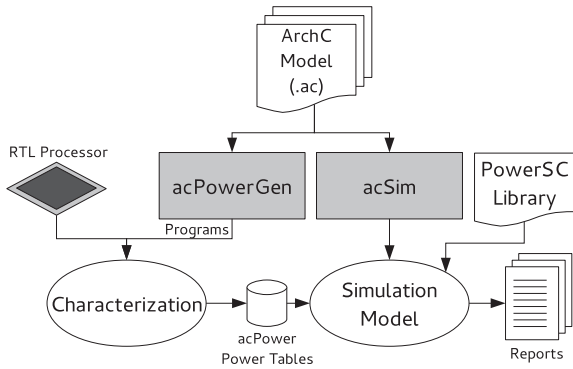 ArchC
Model
(.ac)
RTL Processor
acPowerGen
acSim
PowerSC
Library
Programs
Characterization
Simulation
Model
acPower
Power Tables
Reports